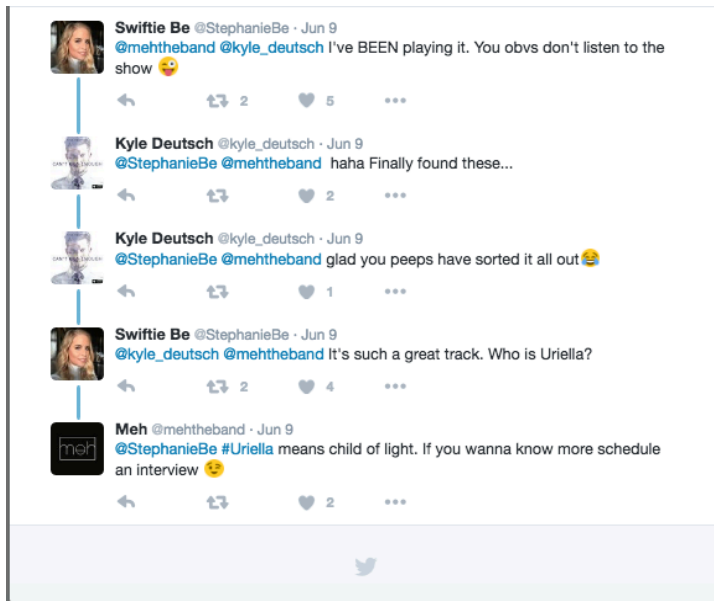 Swiftie Be @StephanieBe · Jun 9
@mehtheband @kyle_deutsch I've BEEN playing it. You obvs don't listen to the
show 😜
2 5
Kyle Deutsch @kyle_deutsch · Jun 9
@StephanieBe @mehtheband haha Finally found these...
2
Kyle Deutsch @kyle_deutsch · Jun 9
@StephanieBe @mehtheband glad you peeps have sorted it all out😂
1
Swiftie Be @StephanieBe · Jun 9
@kyle_deutsch @mehtheband It's such a great track. Who is Uriella?
2 4
Meh @mehtheband · Jun 9
meh
@StephanieBe #Uriella means child of light. If you wanna know more schedule
an interview 😉
2